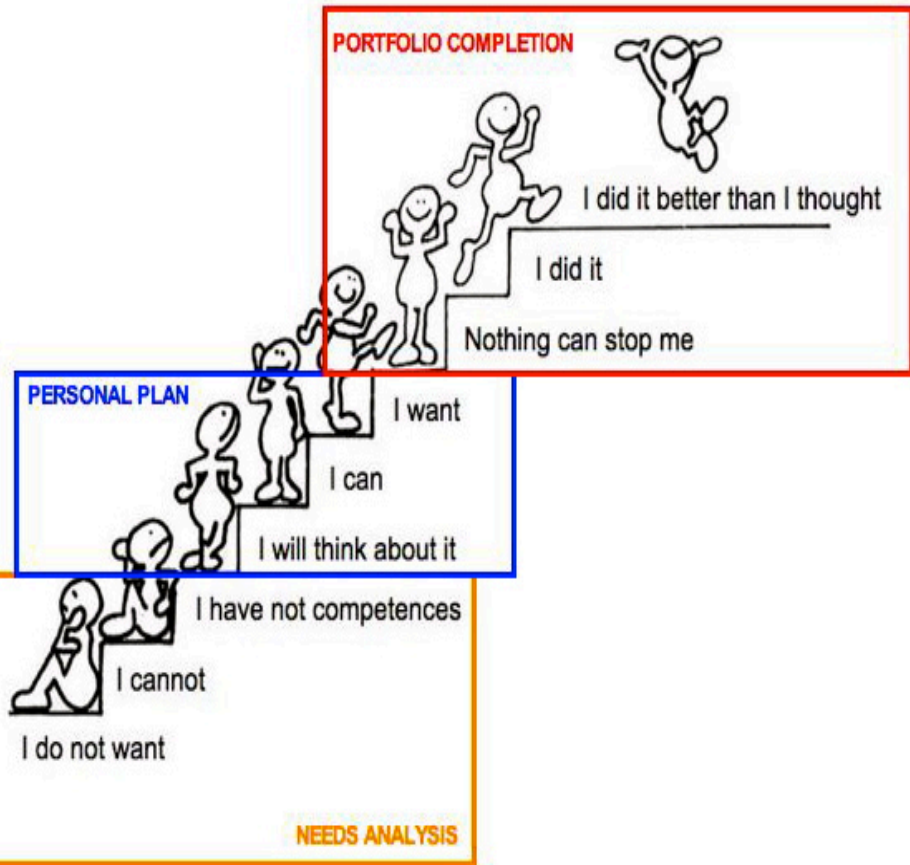 PORTFOLIO COMPLETION
I did it better than I thought
I did it
Nothing can stop me
PERSONAL PLAN
I want
I can
I will think about it
I have not competences
I cannot
I do not want
NEEDS ANALYSIS